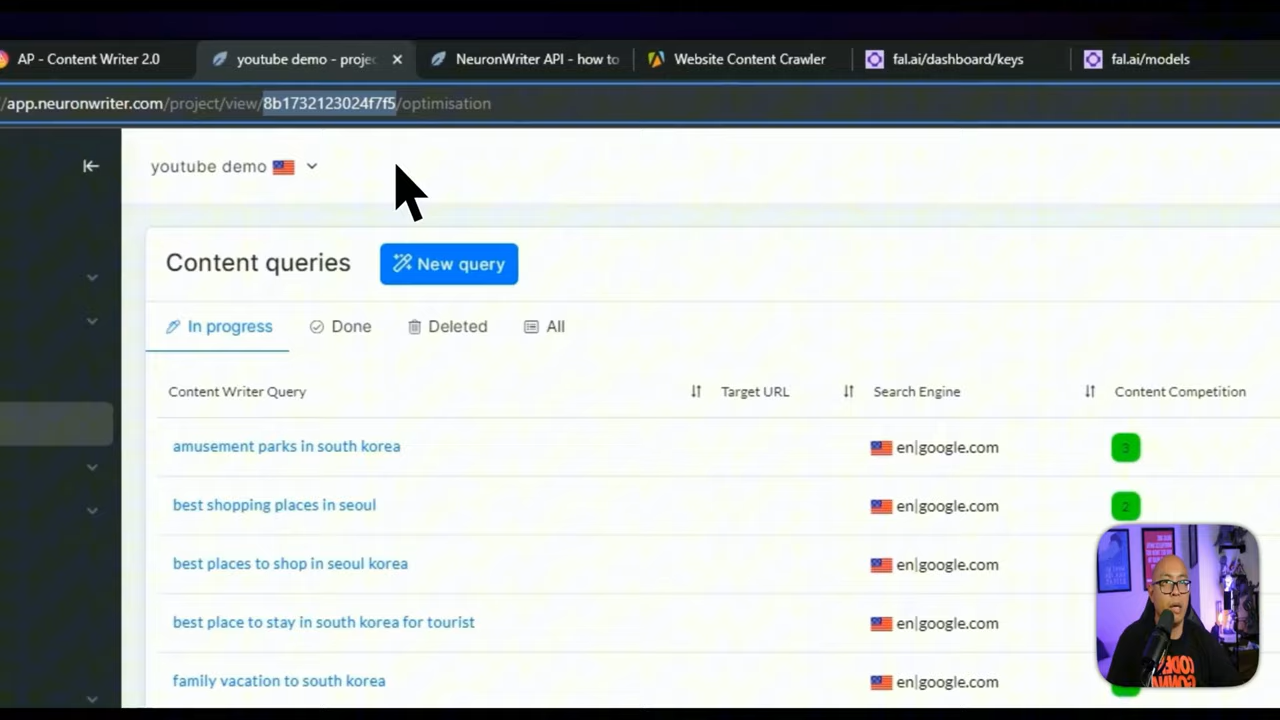 AP - Content Writer 2.0
youtube demo - projec
NeuronWriter API - how to
Website Content Crawler
fal.ai/dashboard/keys
fal.ai/models
/app.neuronwriter.com/project/view/8b1732123024f7f5/optimisation
youtube demo
Content queries
New query
In progress
Done
Deleted
All
Content Writer Query
Target URL
Search Engine
Content Competition
amusement parks in south korea
en|google.com
3
best shopping places in seoul
en|google.com
2
best places to shop in seoul korea
en|google.com
best place to stay in south korea for tourist
en|google.com
family vacation to south korea
en|google.com